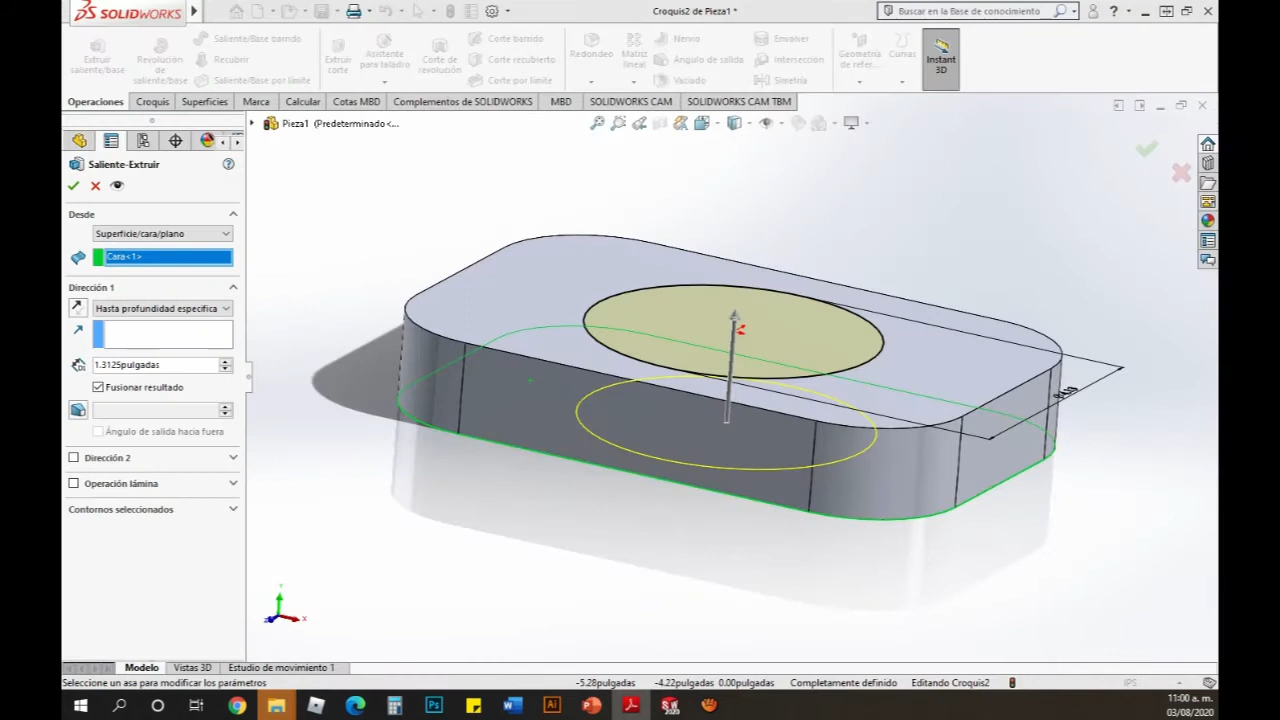 SOLIDWORKS
Croquis2 de Pieza1 *
Buscar en la Base de conocimiento
Extruir saliente/base
Revolución de saliente/base
Saliente/Base barrido
Recubrir
Saliente/Base por límite
Extruir corte
Asistente para taladro
Corte de revolución
Corte barrido
Corte recubierto
Corte por límite
Redondeo
Matriz lineal
Nervio
Ángulo de salida
Vaciado
Envolver
Intersección
Simetría
Geometría de refer...
Curvas
Instant 3D
Operaciones
Croquis
Superficies
Marca
Calcular
Cotas MBD
Complementos de SOLIDWORKS
MBD
SOLIDWORKS CAM
SOLIDWORKS CAM TBM
Pieza1 (Predeterminado<...
Saliente-Extruir
Desde
Superficie/cara/plano
Cara<1>
Dirección 1
Hasta profundidad específica
1.3125pulgadas
Fusionar resultado
Ángulo de salida hacia fuera
Dirección 2
Operación lámina
Contornos seleccionados
Y
X
Z
Modelo
Vistas 3D
Estudio de movimiento 1
Seleccione un asa para modificar los parámetros
-5.28pulgadas
-4.22pulgadas 0.00pulgadas
Completamente definido
Editando Croquis2
IPS
11:00 a. m.
03/08/2020